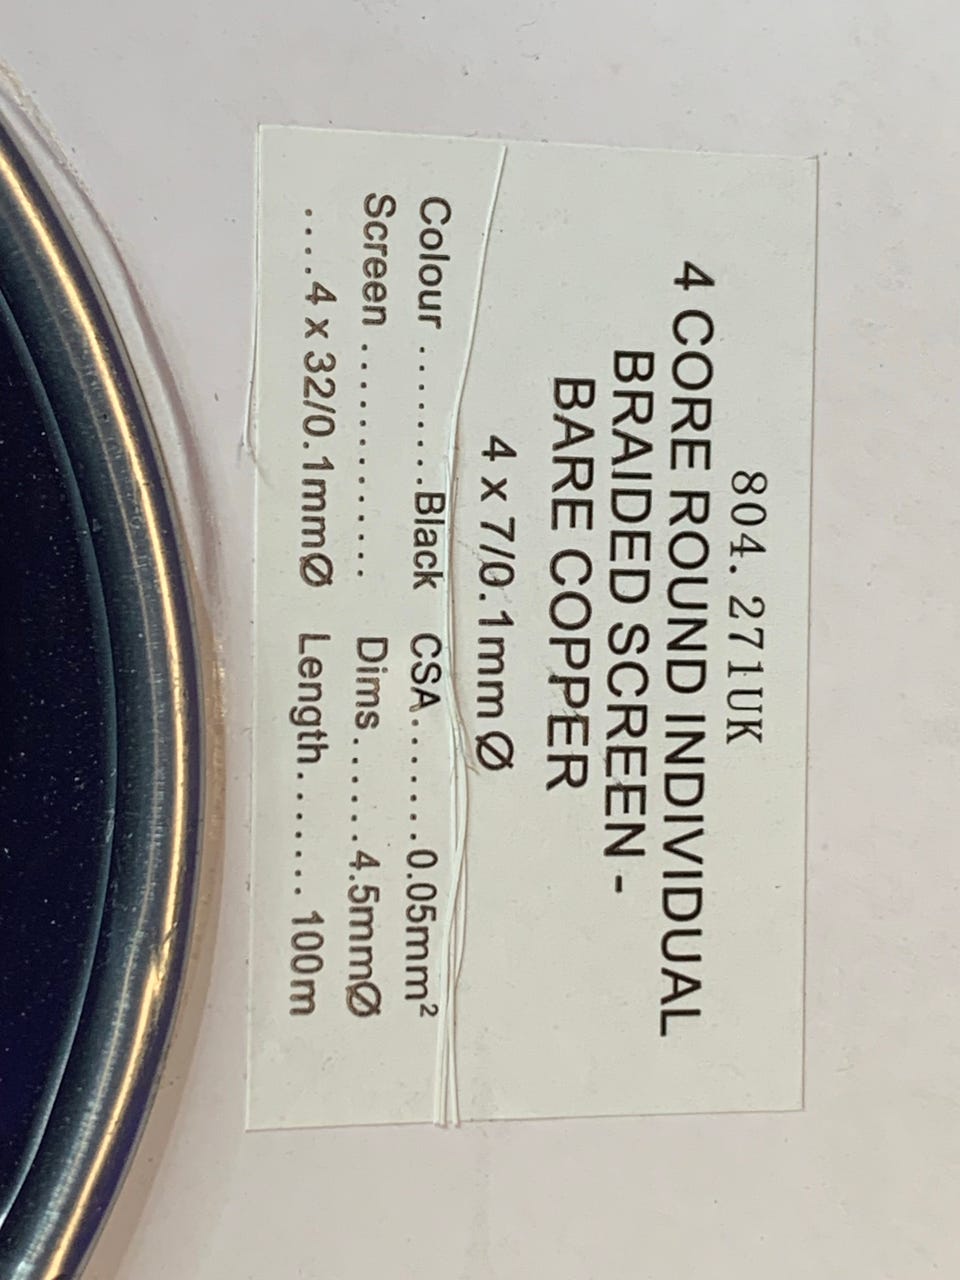 804.271UK
4 CORE ROUND INDIVIDUAL
BRAIDED SCREEN -
BARE COPPER
4 x 7/0.1mm Ø
Colour ........Black CSA........0.05mm²
Screen ............ Dims.......4.5mmØ
....4 x 32/0.1mmØ Length....... 100m